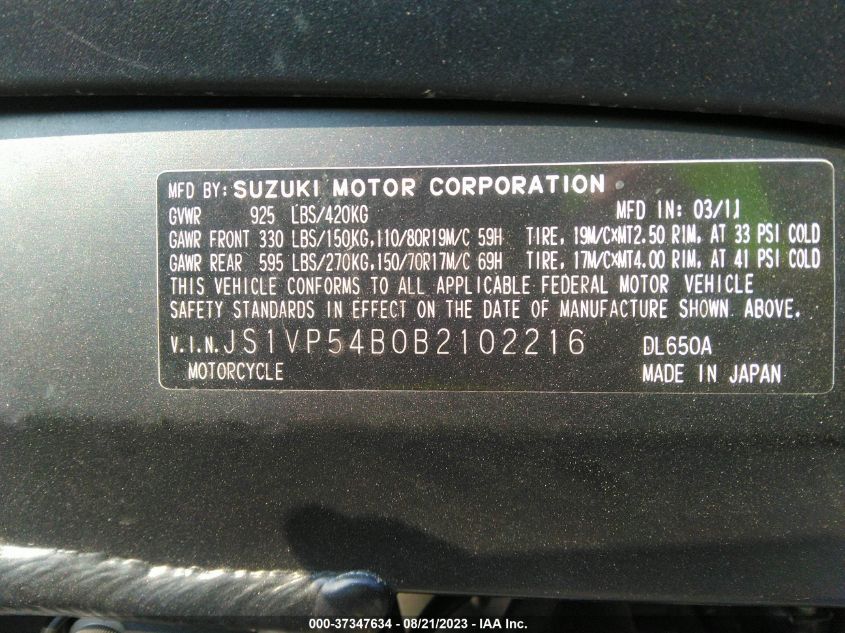 MFD BY: SUZUKI MOTOR CORPORATION
GVWR 925 LBS/420KG MFD IN: 03/11
GAWR FRONT 330 LBS/150KG,110/80R19M/C 59H TIRE, 19M/C×MT2.50 RIM, AT 33 PSI COLD
GAWR REAR 595 LBS/270KG,150/70R17M/C 69H TIRE, 17M/C×MT4.00 RIM, AT 41 PSI COLD
THIS VEHICLE CONFORMS TO ALL APPLICABLE FEDERAL MOTOR VEHICLE
SAFETY STANDARDS IN EFFECT ON THE DATE OF MANUFACTURE SHOWN ABOVE.
V.I.N. JS1VP54B0B2102216 DL650A
MOTORCYCLE MADE IN JAPAN
000-37347634 - 08/21/2023 - IAA Inc.